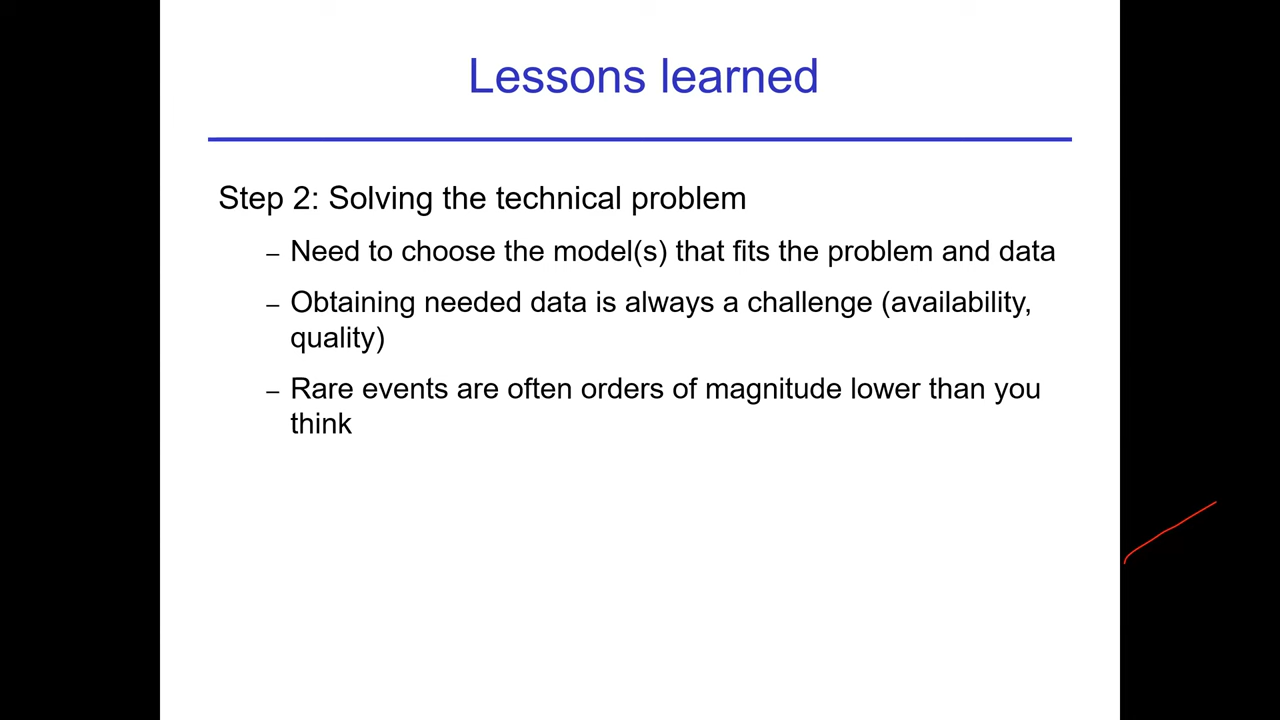 Lessons learned
Step 2: Solving the technical problem
– Need to choose the model(s) that fits the problem and data
– Obtaining needed data is always a challenge (availability,
quality)
– Rare events are often orders of magnitude lower than you
think